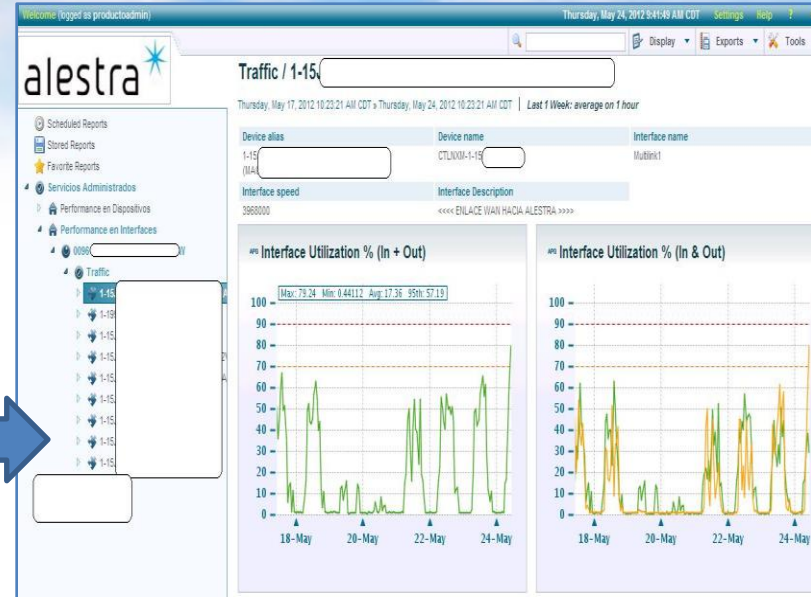 Welcome (logged as productoadmin)
Thursday, May 24, 2012 9:41:49 AM CDT Settings Help ?
Display Exports Tools
alestra
Traffic / 1-15
Thursday, May 17, 2012 10:23:21 AM CDT » Thursday, May 24, 2012 10:23:21 AM CDT | Last 1 Week: average on 1 hour
Scheduled Reports
Stored Reports
Favorite Reports
Servicios Administrados
Performance en Dispositivos
Performance en Interfaces
0096
Traffic
1-15
1-19
1-15
1-15
1-15
1-15
1-15
1-15
1-15
Device alias Device name Interface name
1-15 CTLNXM-1-15 Multilink1
Interface speed Interface Description
3968000 <<<< ENLACE WAN HACIA ALESTRA >>>>
APG Interface Utilization % (In + Out)
Max: 79.24 Min: 0.44112 Avg: 17.36 95th: 57.19
100
90
80
70
60
50
40
30
20
10
0
18-May 20-May 22-May 24-May
APG Interface Utilization % (In & Out)
100
90
80
70
60
50
40
30
20
10
0
18-May 20-May 22-May 24-May